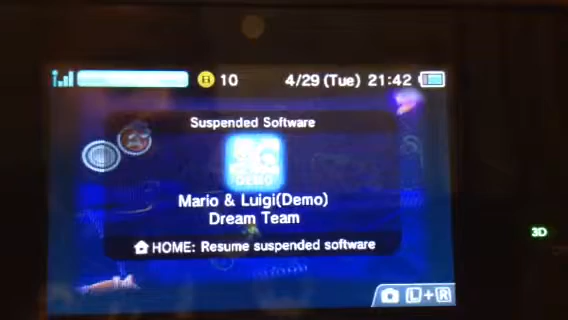 10 4/29 (Tue) 21:42
Suspended Software
DEMO
Mario & Luigi(Demo)
Dream Team
HOME: Resume suspended software
3D
L+R